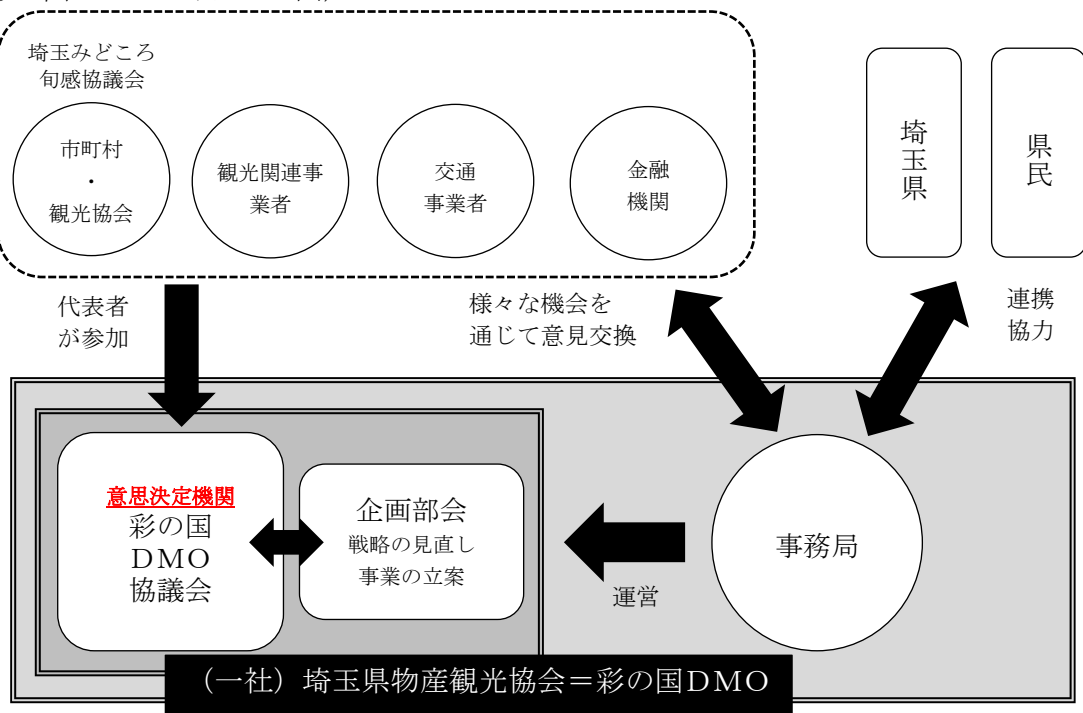 埼玉みどころ
旬感協議会
市町村
・
観光協会
観光関連事
業者
交通
事業者
金融
機関
埼玉県
県民
代表者
が参加
様々な機会を
通じて意見交換
連携
協力
意思決定機関
彩の国
DMO
協議会
企画部会
戦略の見直し
事業の立案
運営
事務局
(一社)埼玉県物産観光協会=彩の国DMO